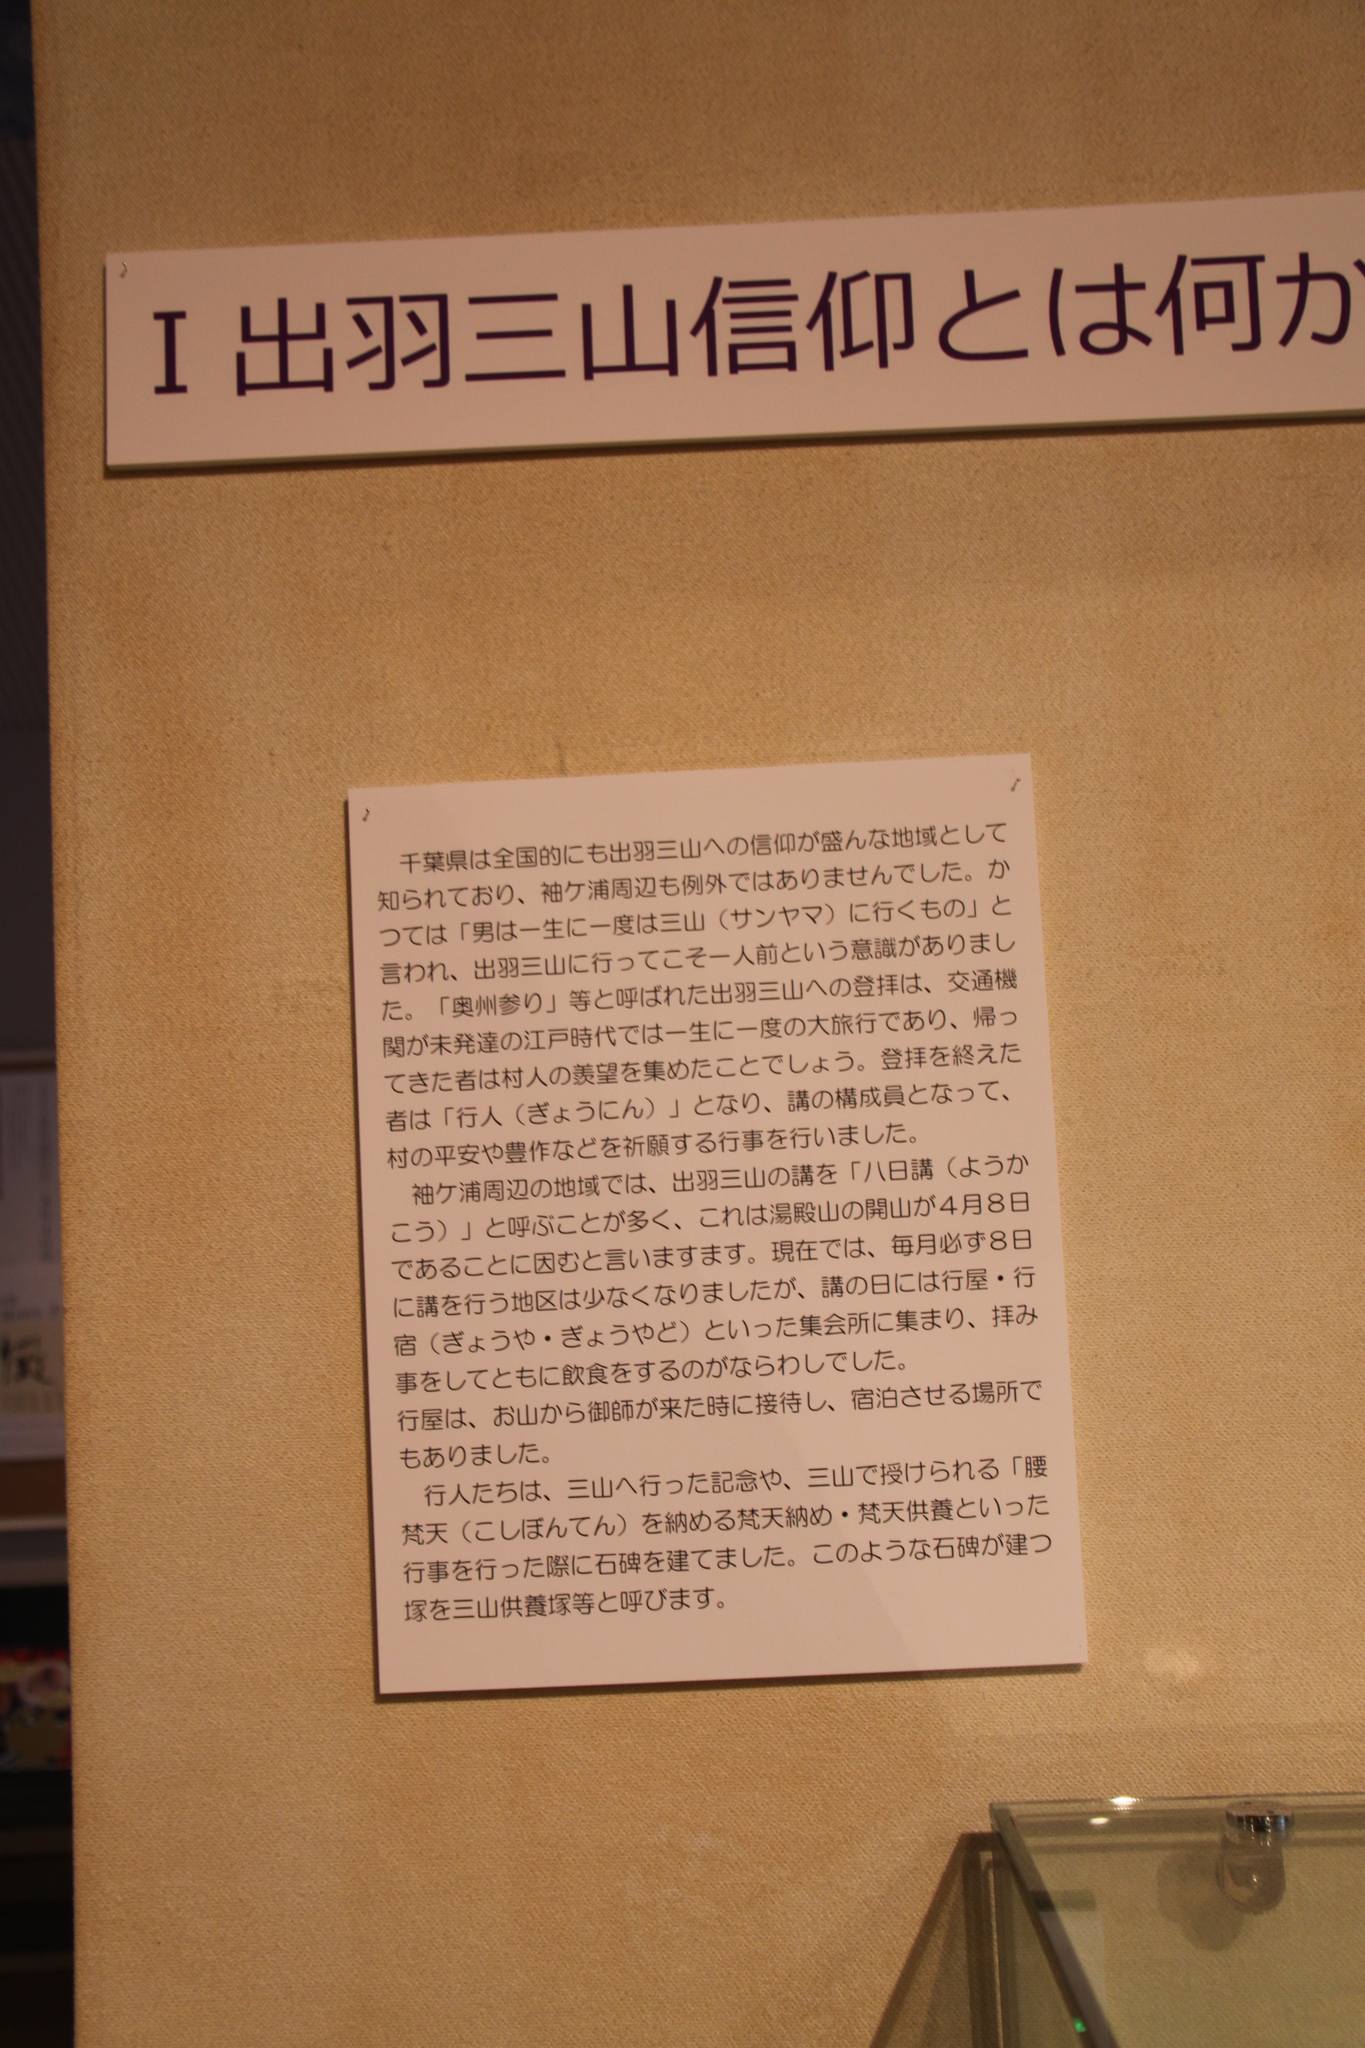 I 出羽三山信仰とは何か
千葉県は全国的にも出羽三山への信仰が盛んな地域として
知られており、袖ケ浦周辺も例外ではありませんでした。か
つては「男は一生に一度は三山（サンヤマ）に行くもの」と
言われ、出羽三山に行ってこそ一人前という意識がありまし
た。「奥州参り」等と呼ばれた出羽三山への登拝は、交通機
関が未発達の江戸時代では一生に一度の大旅行であり、帰っ
てきた者は村人の羨望を集めたことでしょう。登拝を終えた
者は「行人（ぎょうにん）」となり、講の構成員となって、
村の平安や豊作などを祈願する行事を行いました。
袖ケ浦周辺の地域では、出羽三山の講を「八日講（ようか
こう）」と呼ぶことが多く、これは湯殿山の開山が４月８日
であることに因むと言いますます。現在では、毎月必ず８日
に講を行う地区は少なくなりましたが、講の日には行屋・行
宿（ぎょうや・ぎょうやど）といった集会所に集まり、拝み
事をしてともに飲食をするのがならわしでした。
行屋は、お山から御師が来た時に接待し、宿泊させる場所で
もありました。
行人たちは、三山へ行った記念や、三山で授けられる「腰
梵天（こしぼんてん）を納める梵天納め・梵天供養といった
行事を行った際に石碑を建てました。このような石碑が建つ
塚を三山供養塚等と呼びます。